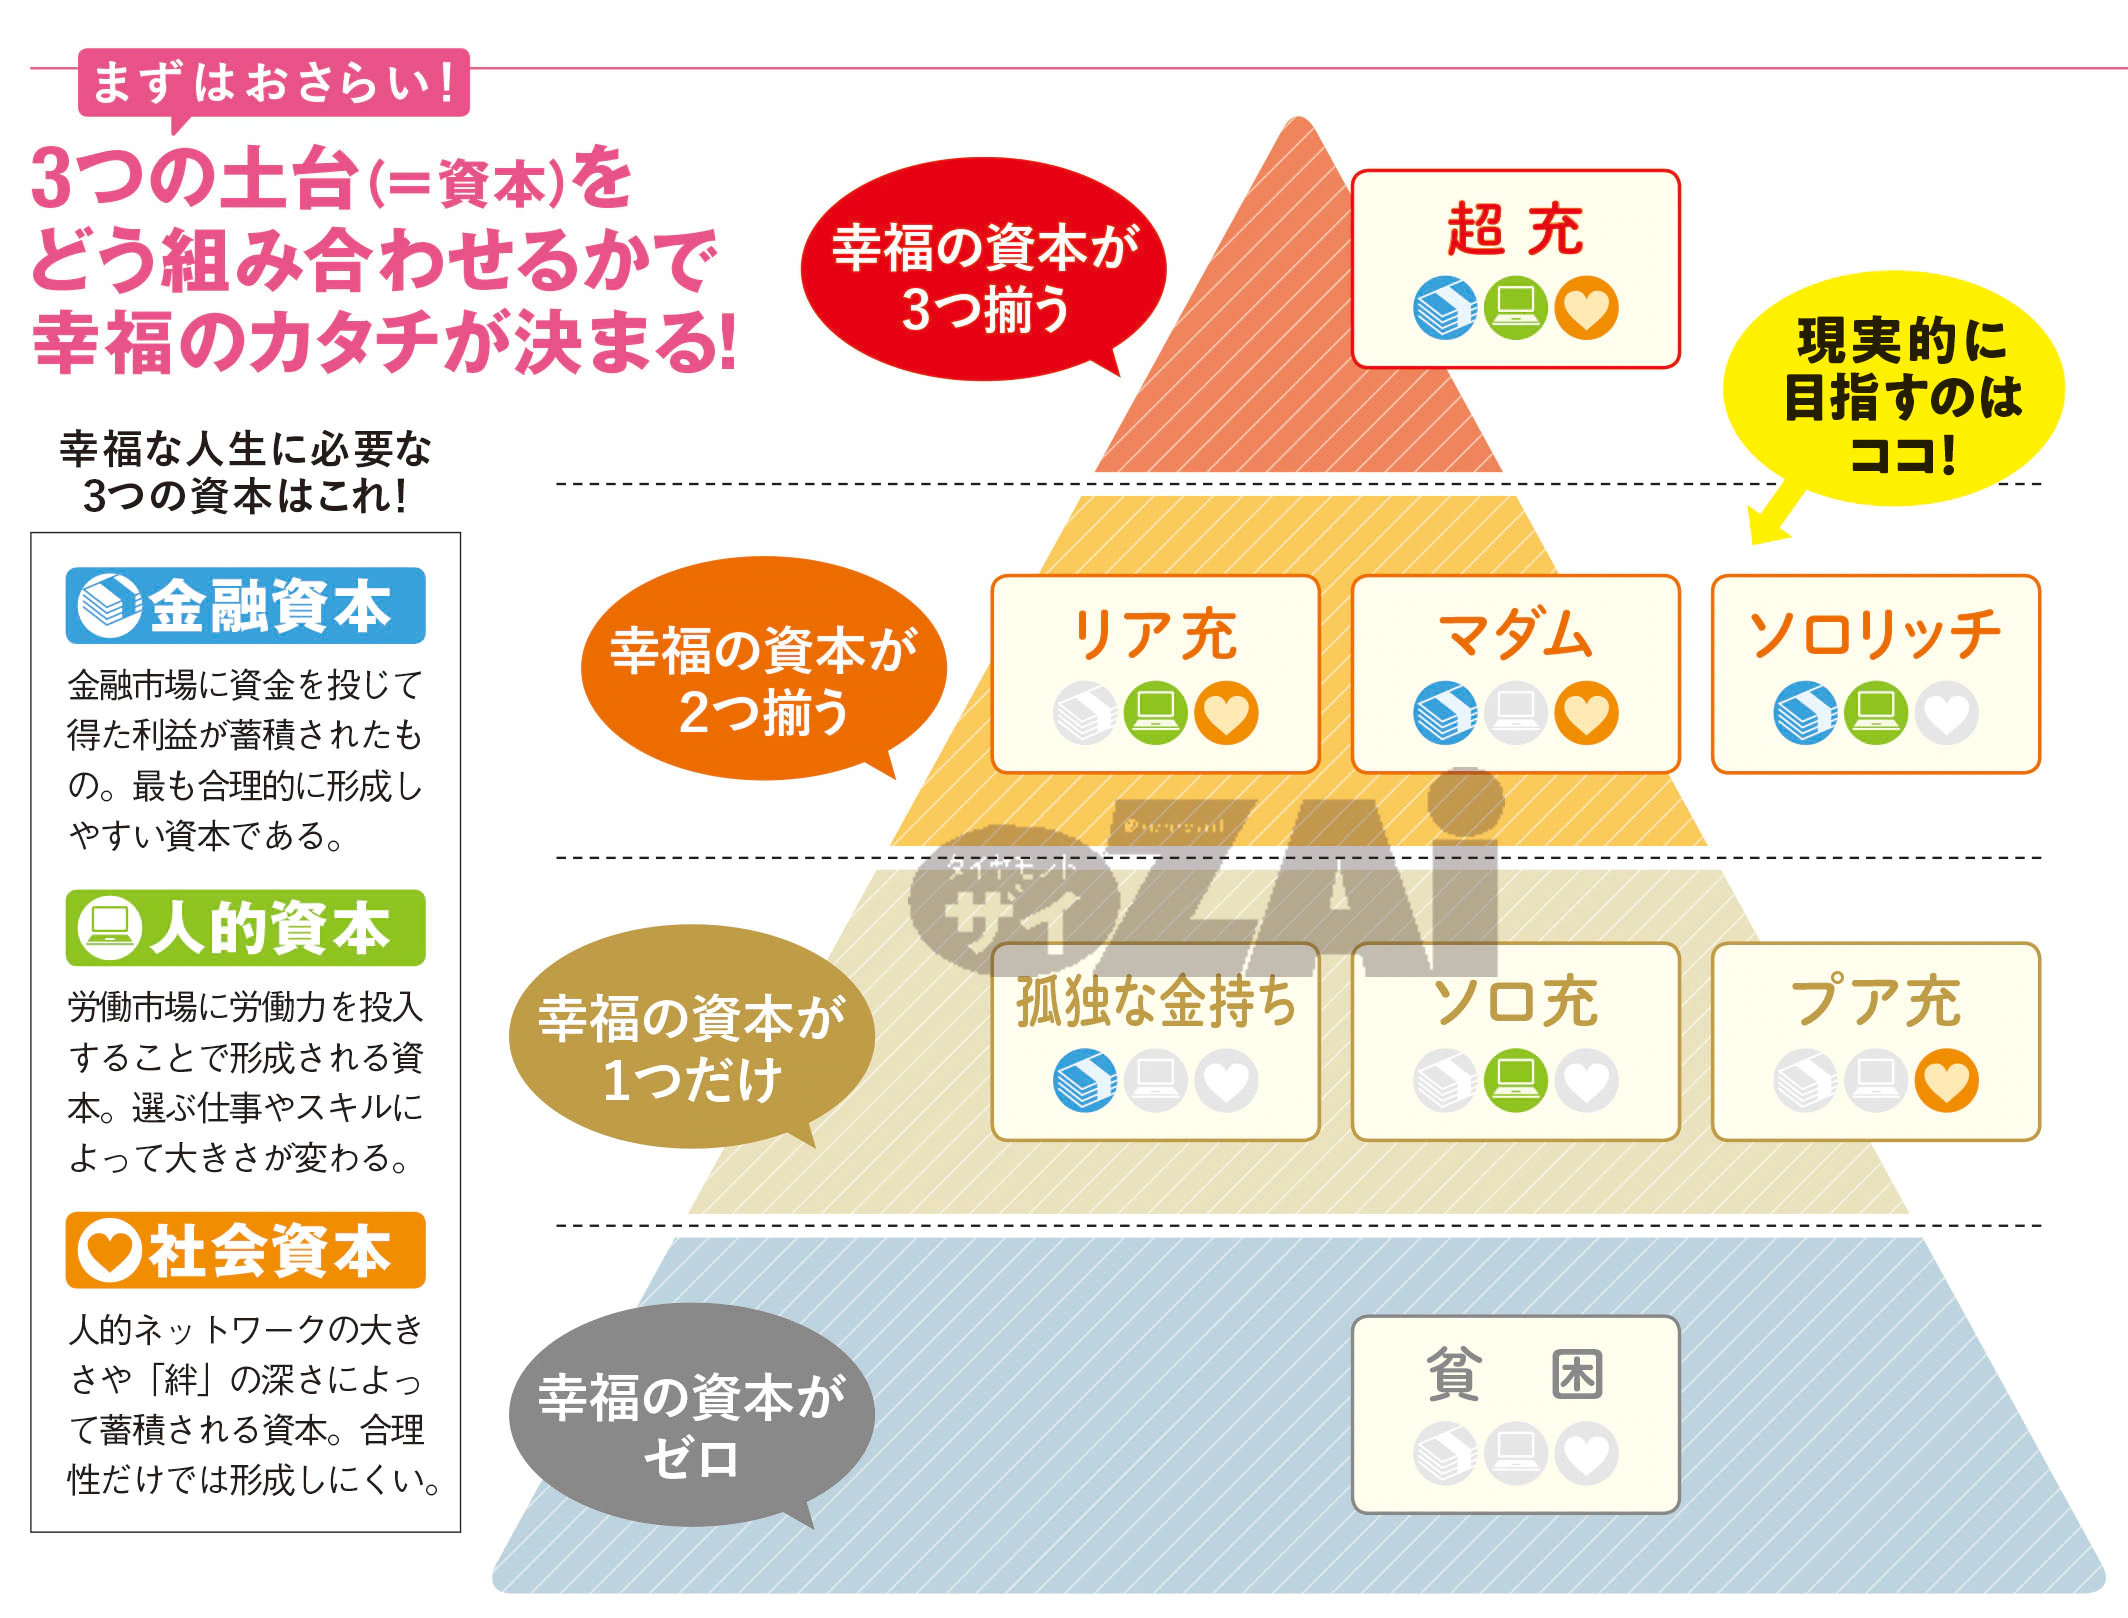 まずはおさらい!
3つの土台(=資本)を
どう組み合わせるかで
幸福のカタチが決まる!
幸福な人生に必要な
3つの資本はこれ!
金融資本
金融市場に資金を投じて
得た利益が蓄積されたも
の。最も合理的に形成し
やすい資本である。
人的資本
労働市場に労働力を投入
することで形成される資
本。選ぶ仕事やスキルに
よって大きさが変わる。
社会資本
人的ネットワークの大き
さや「絆」の深さによっ
て蓄積される資本。合理
性だけでは形成しにくい。
幸福の資本が
3つ揃う
超充
現実的に
目指すのは
ココ!
幸福の資本が
2つ揃う
リア充
マダム
ソロリッチ
ダイヤモンド
ザイ
ZAi
幸福の資本が
1つだけ
孤独な金持ち
ソロ充
プア充
幸福の資本が
ゼロ
貧困